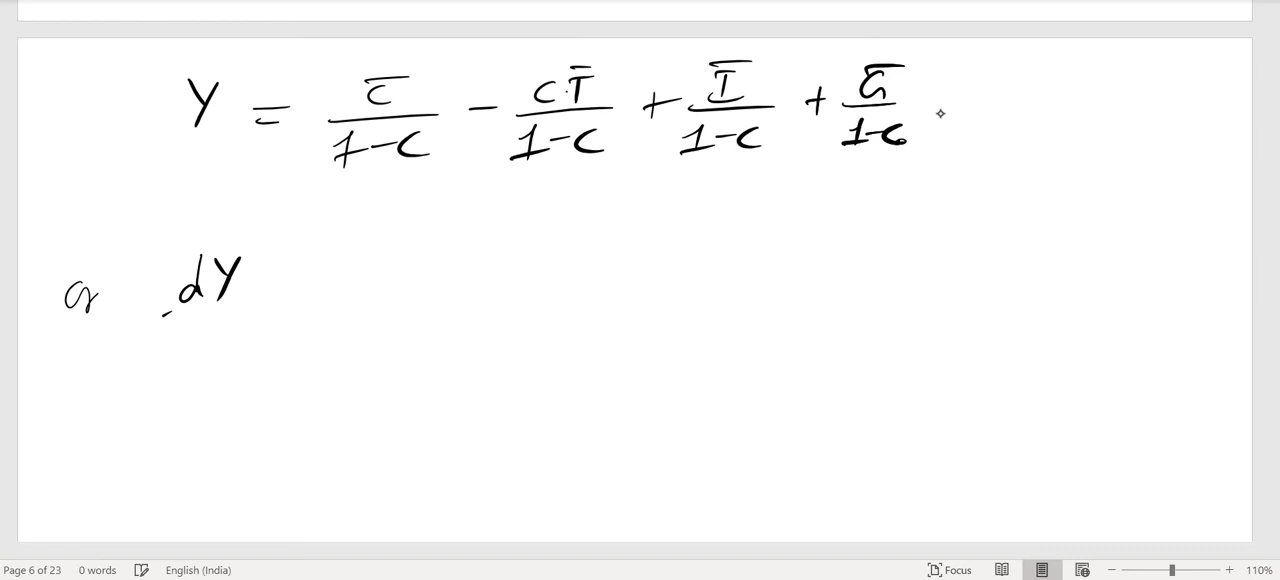 Y = C̄/1-C - CT̄/1-C + Ī/1-C + Ḡ/1-C
dY
Page 6 of 23 0 words English (India) Focus 110%